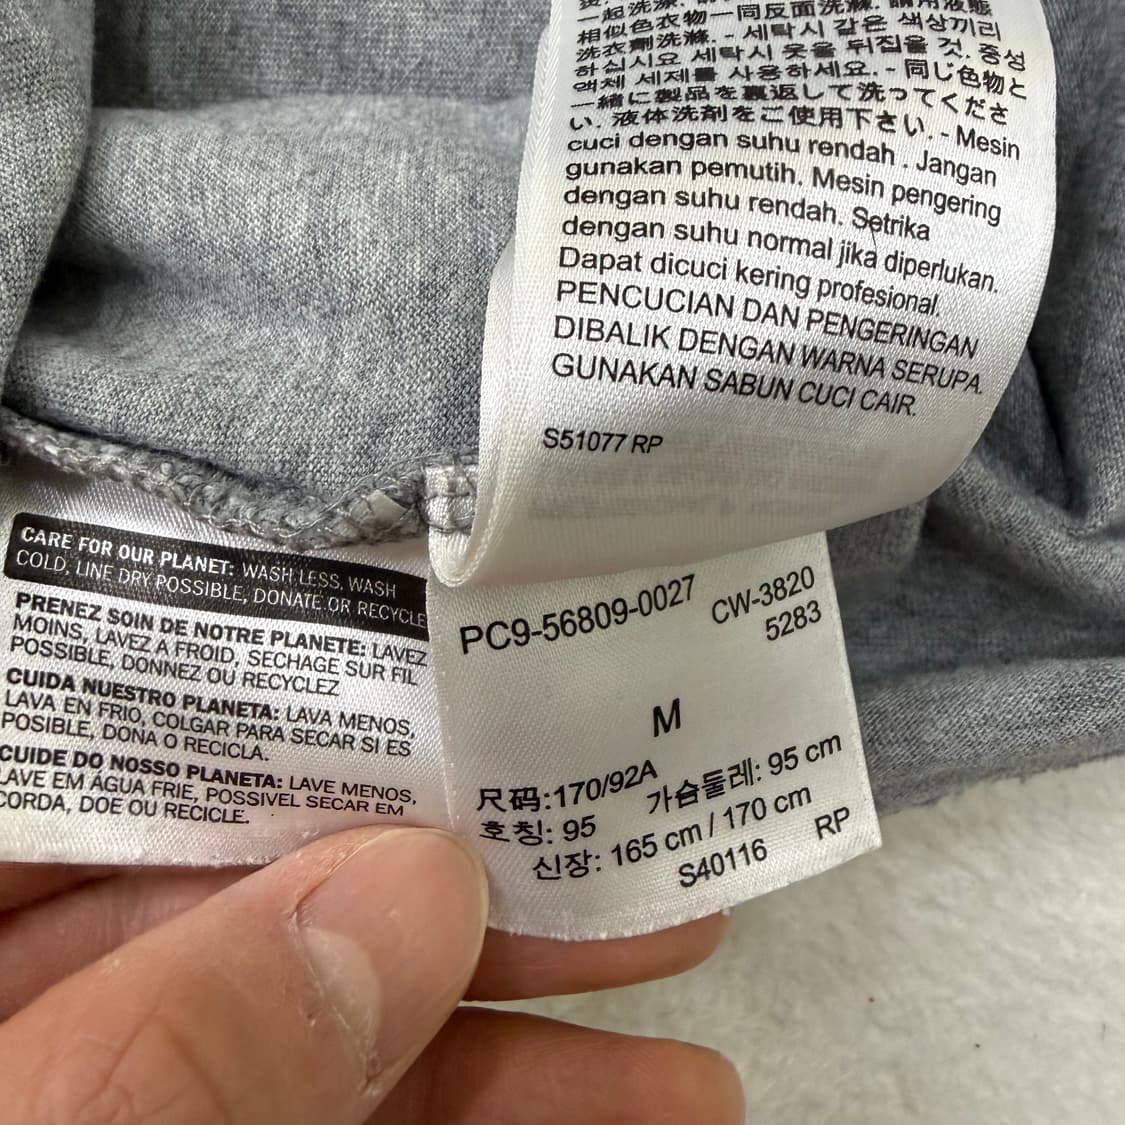 一起洗滌.
相似色衣物一同反面洗滌. 請用液態
洗衣劑洗滌. - 세탁시 같은 색상끼리
하십시요 세탁시 옷을 뒤집을 것. 중성
액체 세제를 사용하세요. - 同じ色物と
一緒に製品を裏返して洗ってくださ
い. 液体洗剤をご使用下さい. - Mesin
cuci dengan suhu rendah . Jangan
gunakan pemutih. Mesin pengering
dengan suhu rendah. Setrika
dengan suhu normal jika diperlukan.
Dapat dicuci kering profesional.
PENCUCIAN DAN PENGERINGAN
DIBALIK DENGAN WARNA SERUPA.
GUNAKAN SABUN CUCI CAIR.
S51077 RP
CARE FOR OUR PLANET: WASH LESS, WASH
COLD, LINE DRY POSSIBLE, DONATE OR RECYCLE
PRENEZ SOIN DE NOTRE PLANETE: LAVEZ
MOINS, LAVEZ A FROID, SECHAGE SUR FIL
POSSIBLE, DONNEZ OU RECYCLEZ
CUIDA NUESTRO PLANETA: LAVA MENOS,
LAVA EN FRIO, COLGAR PARA SECAR SI ES
POSIBLE, DONA O RECICLA.
CUIDE DO NOSSO PLANETA: LAVE MENOS,
LAVE EM ÁGUA FRIE, POSSIVEL SECAR EM
CORDA, DOE OU RECICLE.
PC9-56809-0027
CW-3820
5283
M
尺码:170/92A
호칭: 95 가슴둘레: 95 cm
신장: 165 cm / 170 cm
S40116 RP